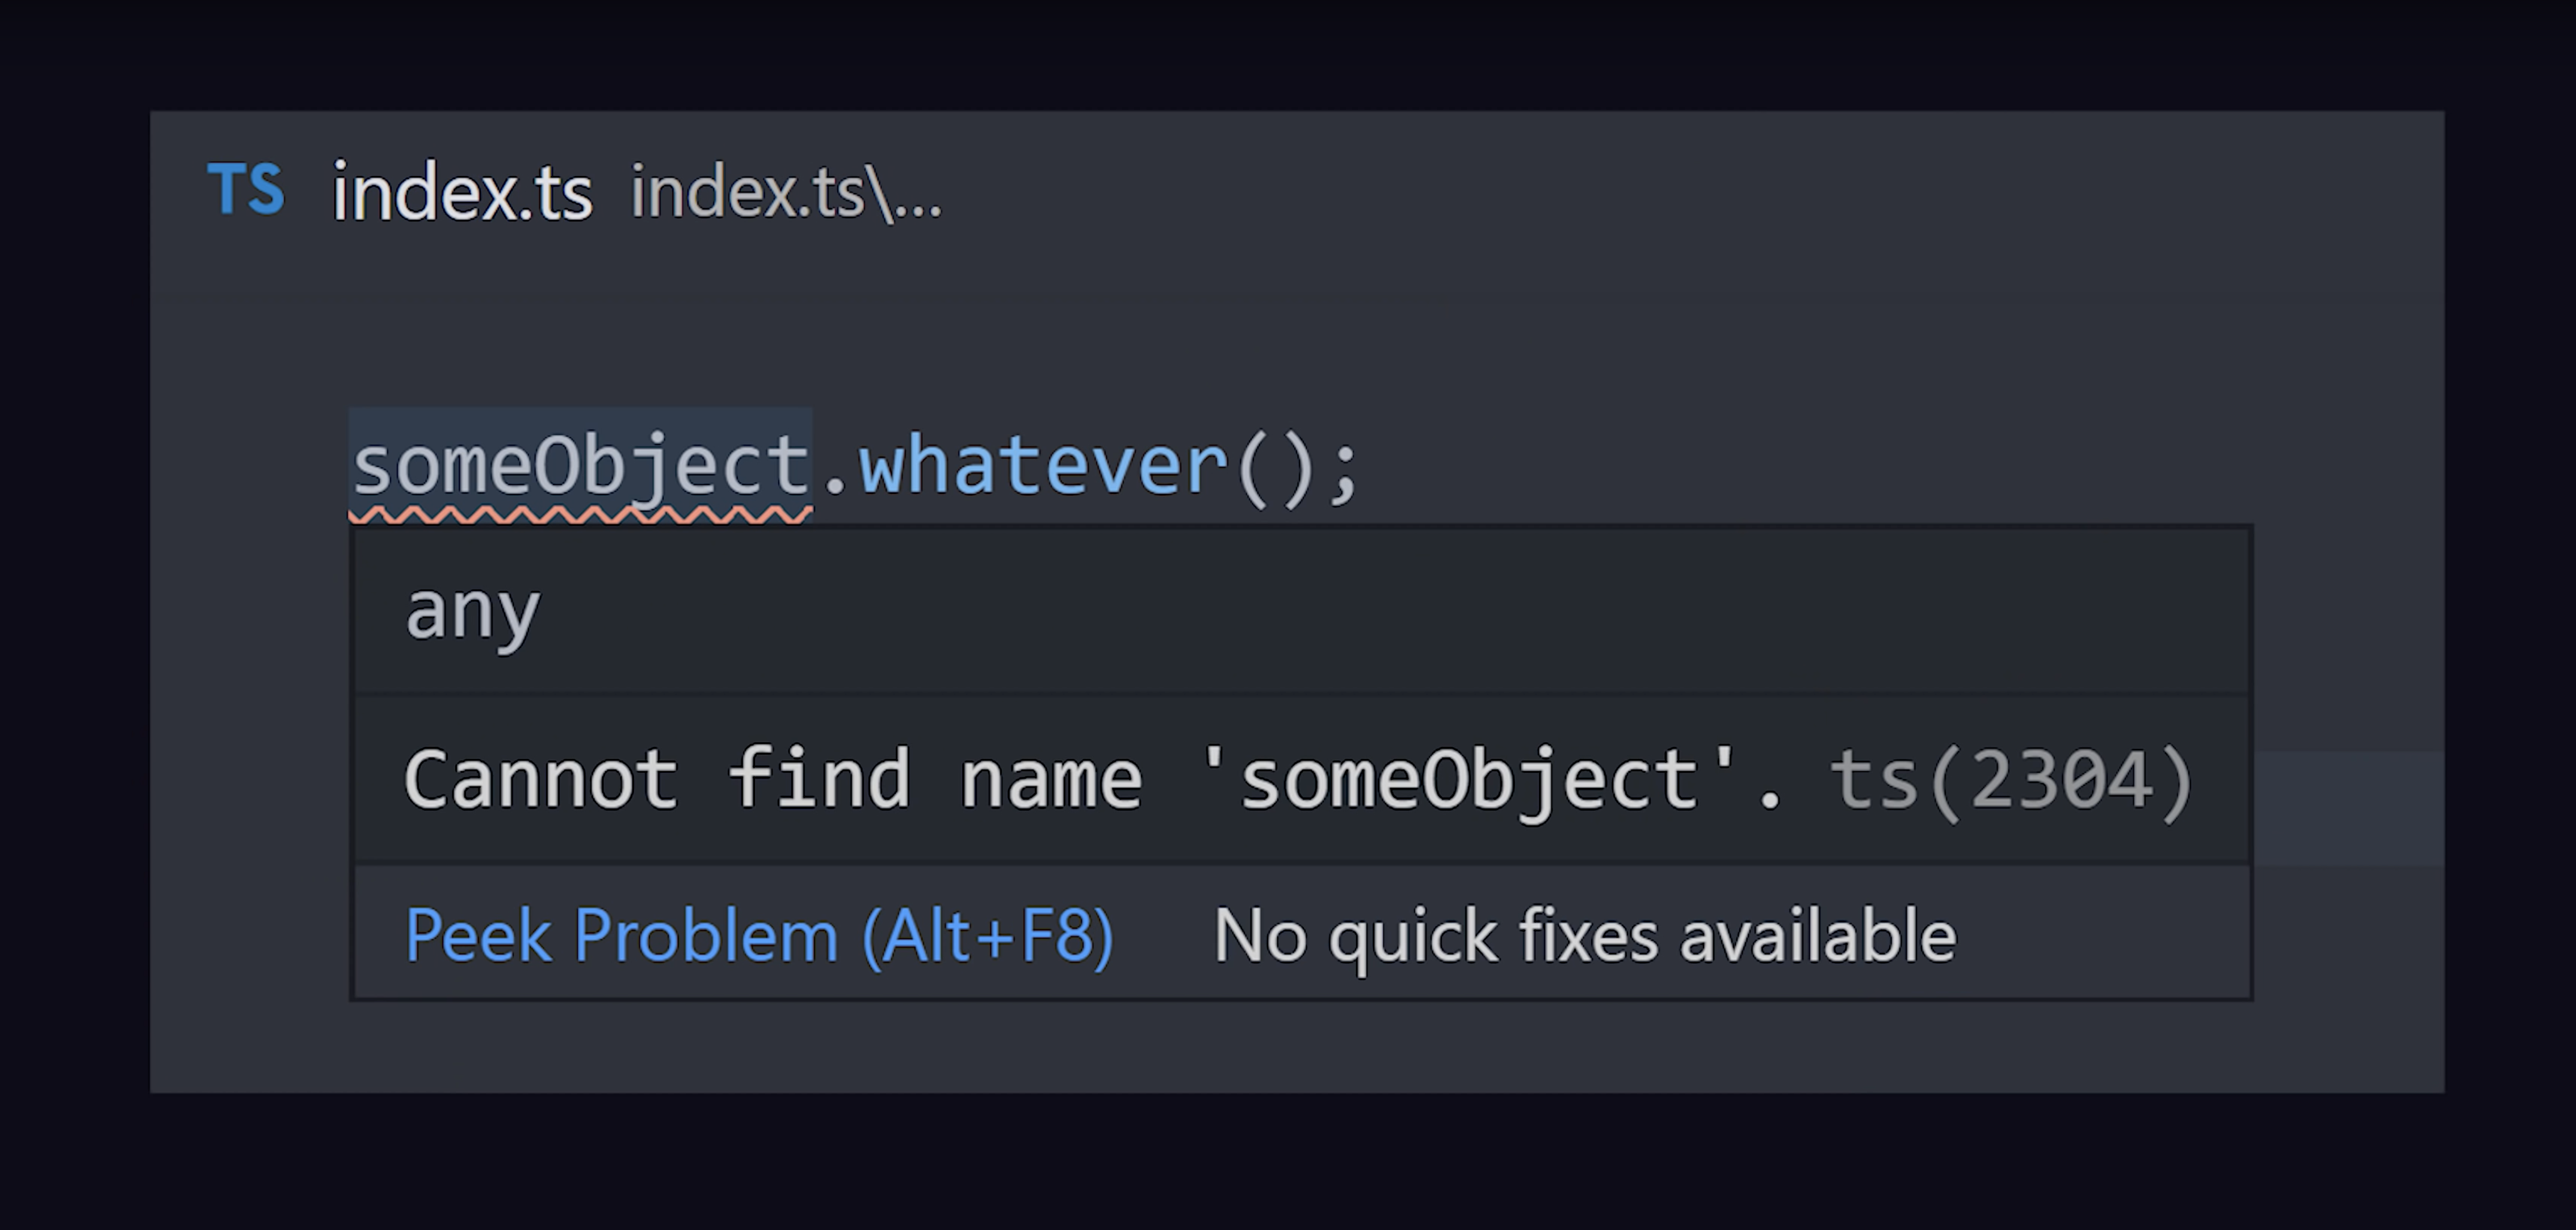 TS index.ts index.ts\...
someObject.whatever();
any
Cannot find name 'someObject'. ts(2304)
Peek Problem (Alt+F8) No quick fixes available